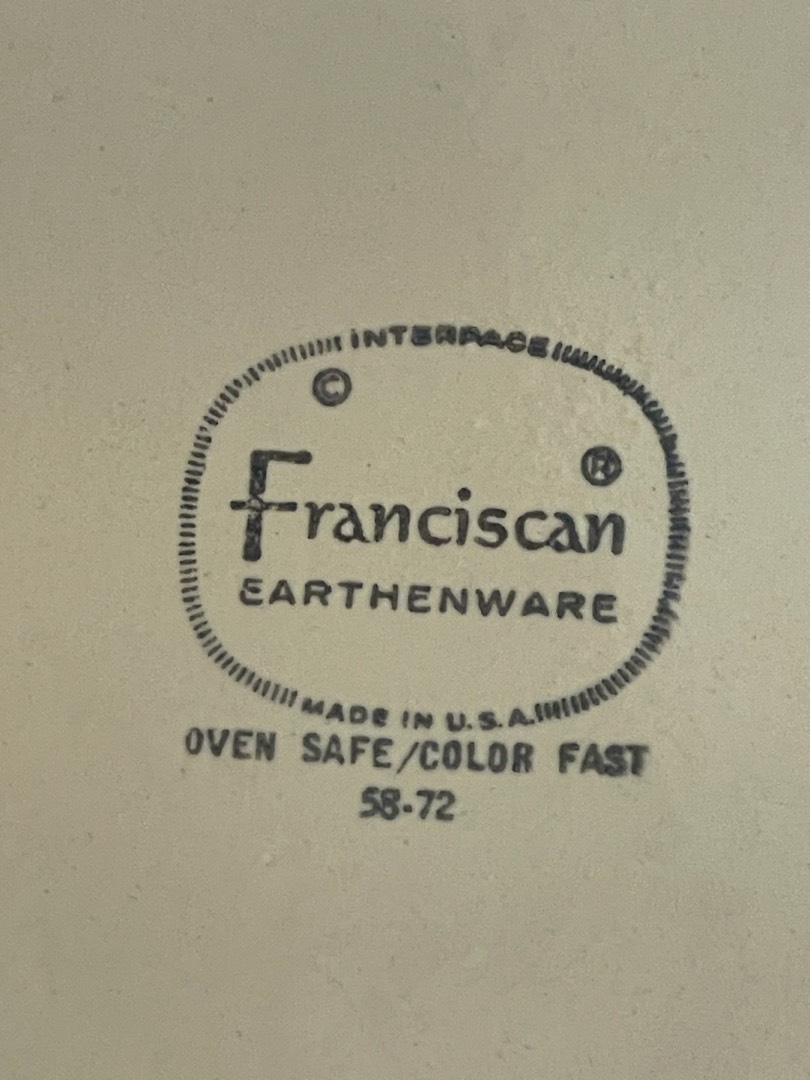 INTERPACE
©
®
Franciscan
EARTHENWARE
MADE IN U.S.A.
OVEN SAFE/COLOR FAST
58-72